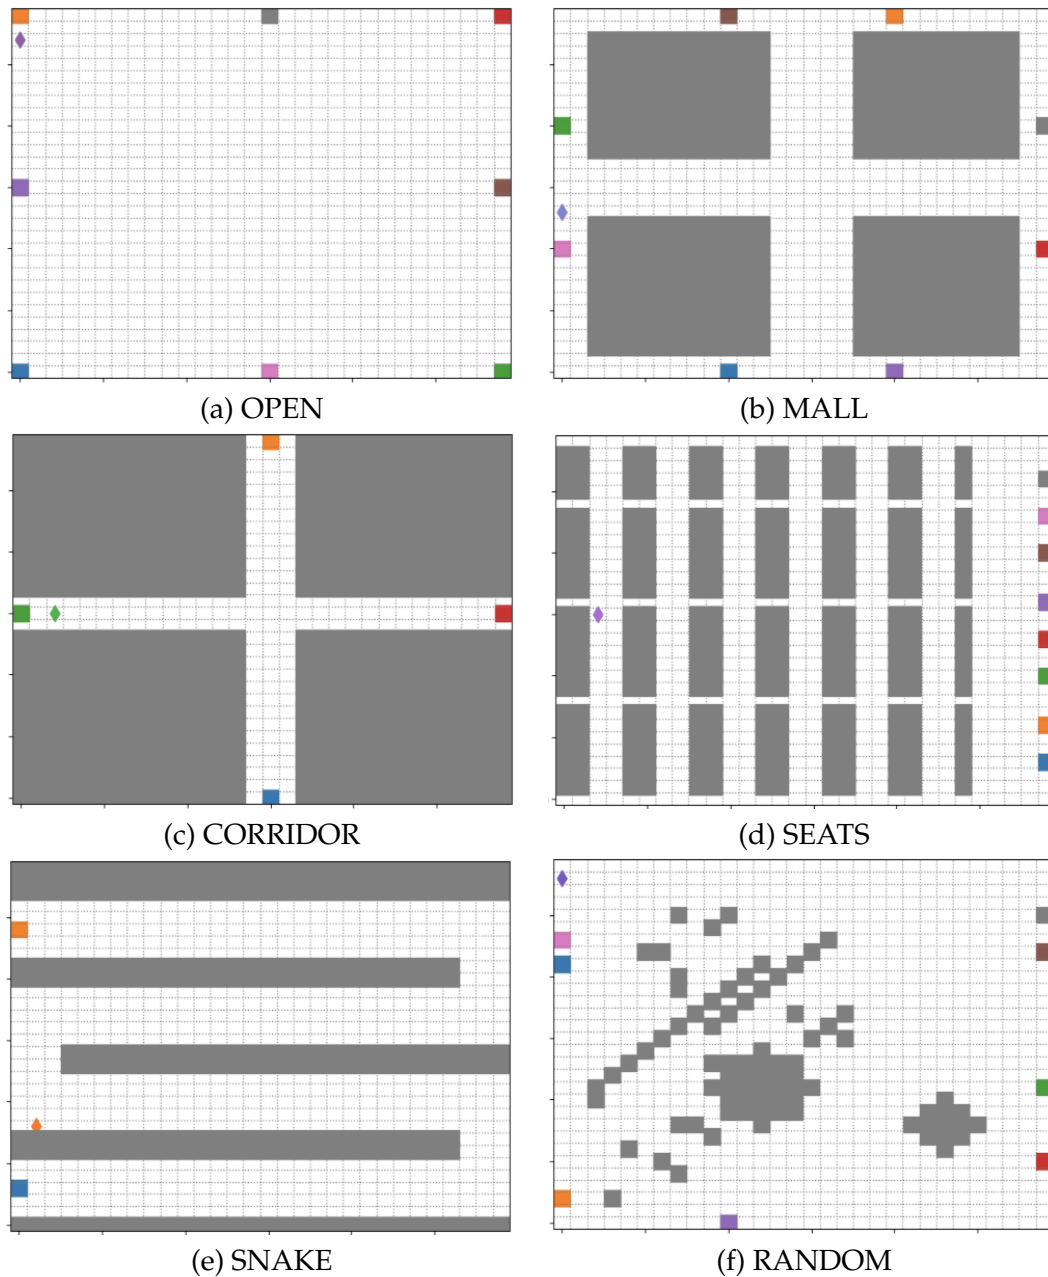 (a) OPEN
(b) MALL
(c) CORRIDOR
(d) SEATS
(e) SNAKE
(f) RANDOM